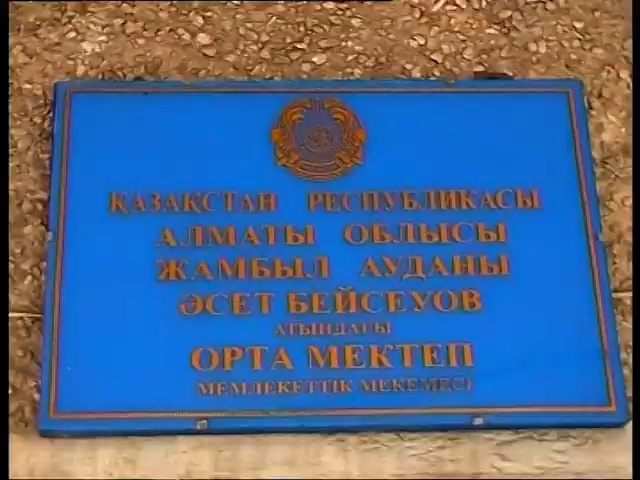 ҚАЗАҚСТАН РЕСПУБЛИКАСЫ
АЛМАТЫ ОБЛЫСЫ
ЖАМБЫЛ АУДАНЫ
ӘСЕТ БЕЙСЕУОВ
АТЫНДАҒЫ
ОРТА МЕКТЕП
МЕМЛЕКЕТТІК МЕКЕМЕСІ